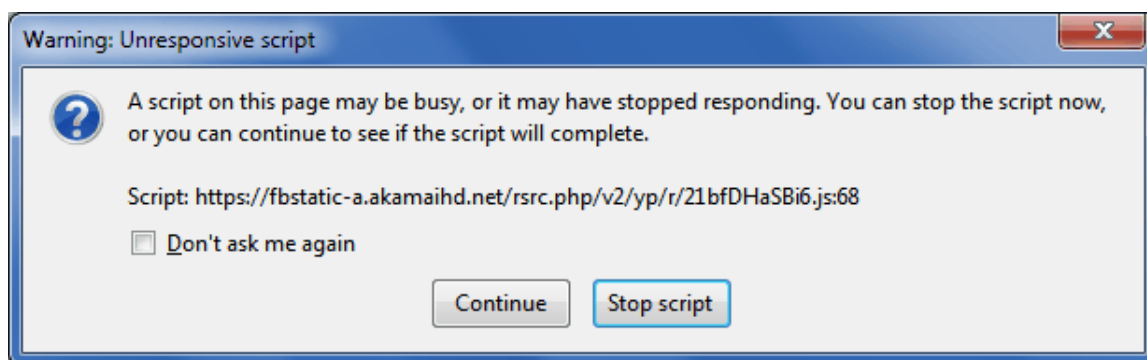 Warning: Unresponsive script
A script on this page may be busy, or it may have stopped responding. You can stop the script now,
or you can continue to see if the script will complete.
Script: https://fbstatic-a.akamaihd.net/rsrc.php/v2/yp/r/21bfDHaSBi6.js:68
Don't ask me again
Continue
Stop script